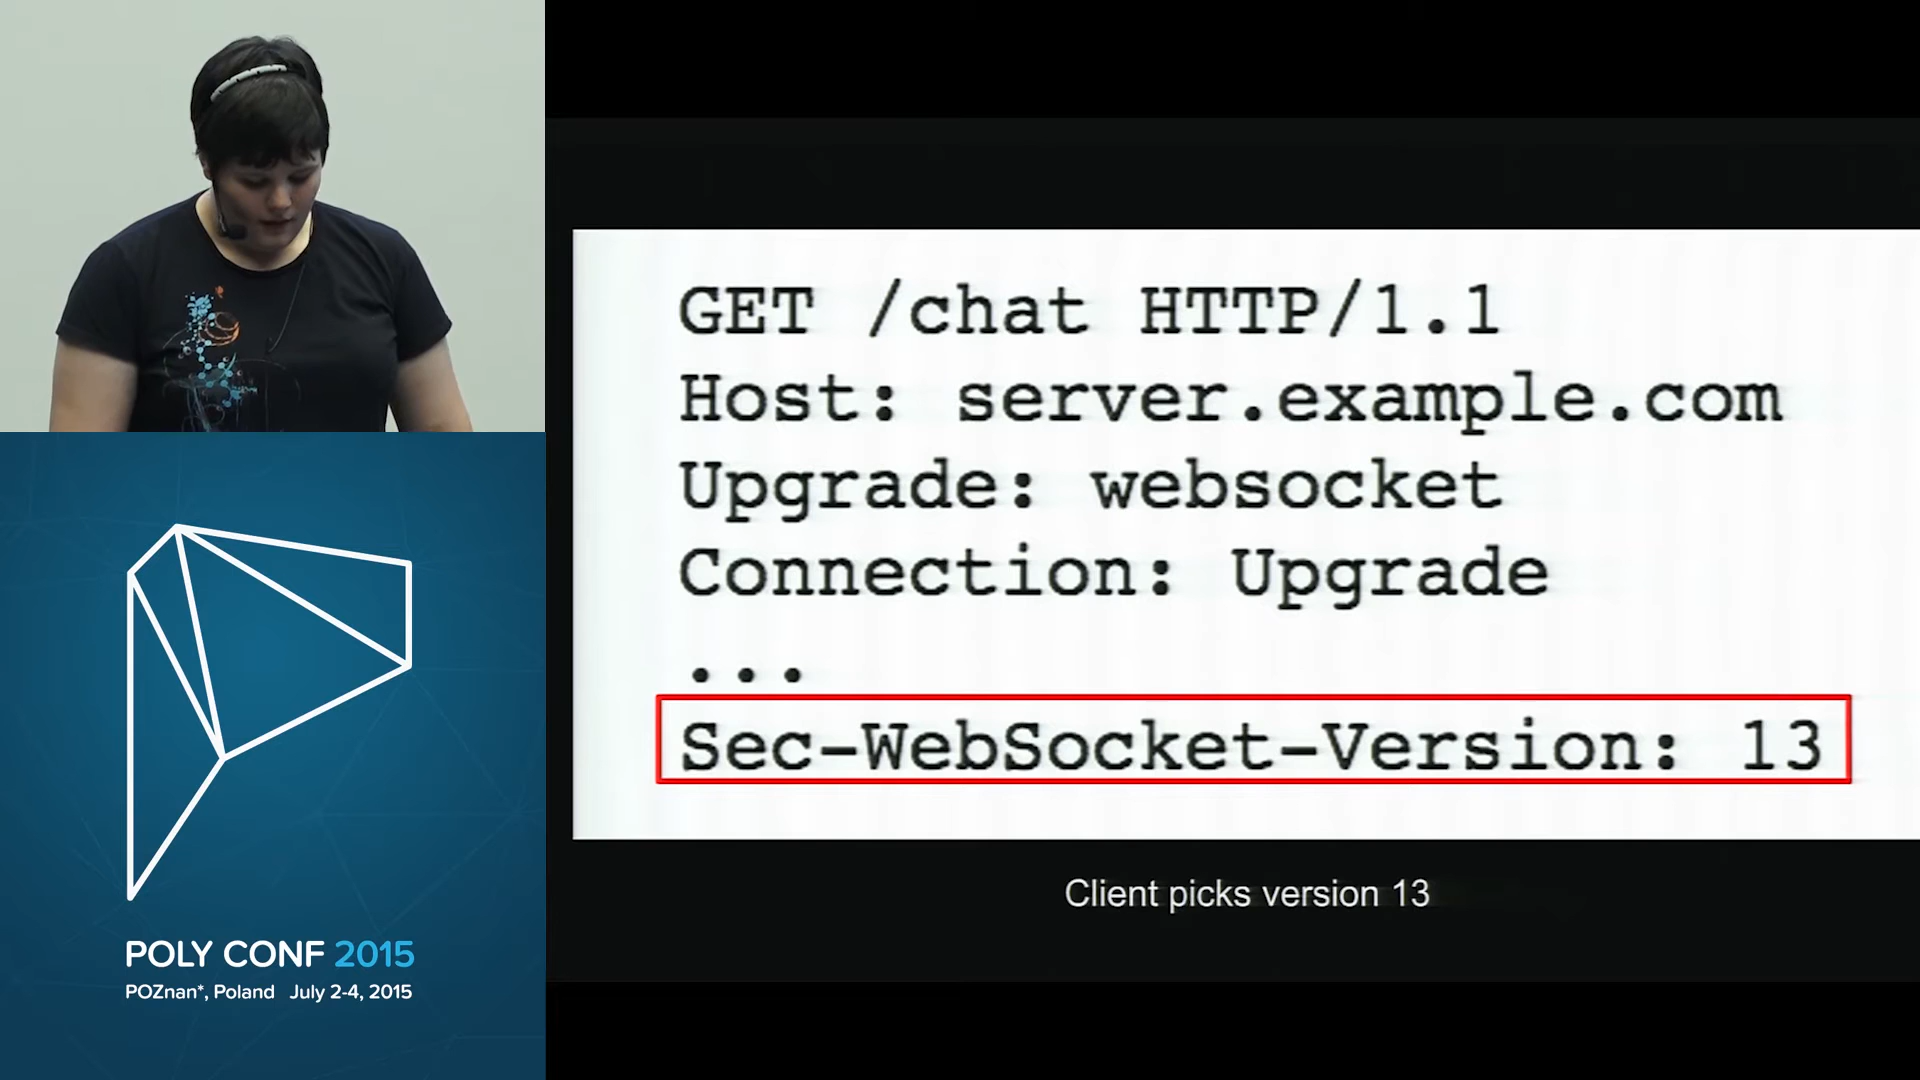 GET /chat HTTP/1.1
Host: server.example.com
Upgrade: websocket
Connection: Upgrade
...
Sec-WebSocket-Version: 13
Client picks version 13
POLY CONF 2015
POZnan*, Poland July 2-4, 2015